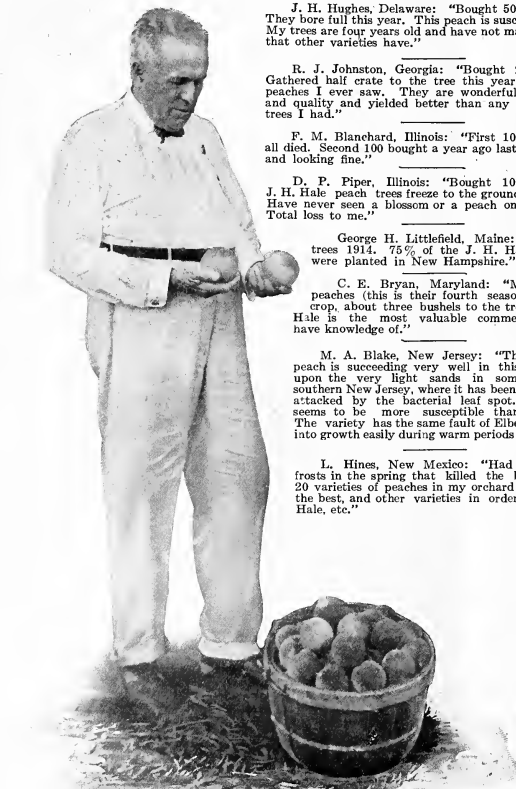 J. H. Hughes, Delaware: "Bought 50
They bore full this year. This peach is susc
My trees are four years old and have not ma
that other varieties have."
R. J. Johnston, Georgia: "Bought
Gathered half crate to the tree this year
peaches I ever saw. They are wonderful
and quality and yielded better than any
trees I had."
F. M. Blanchard, Illinois: "First 10
all died. Second 100 bought a year ago last
and looking fine."
D. P. Piper, Illinois: "Bought 10
J. H. Hale peach trees freeze to the ground
Have never seen a blossom or a peach on
Total loss to me."
George H. Littlefield, Maine:
trees 1914. 75% of the J. H. H
were planted in New Hampshire."
C. E. Bryan, Maryland: "M
peaches (this is their fourth seaso
crop, about three bushels to the tre
Hale is the most valuable comme
have knowledge of."
M. A. Blake, New Jersey: "Th
peach is succeeding very well in this
upon the very light sands in som
southern New Jersey, where it has been
attacked by the bacterial leaf spot.
seems to be more susceptible than
The variety has the same fault of Elbe
into growth easily during warm periods
L. Hines, New Mexico: "Had
frosts in the spring that killed the
20 varieties of peaches in my orchard
the best, and other varieties in order
Hale, etc."